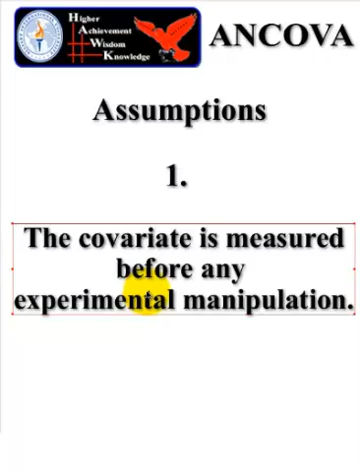 Higher
Achievement
Wisdom
Knowledge
ANCOVA
Assumptions
1.
The covariate is measured
before any
experimental manipulation.